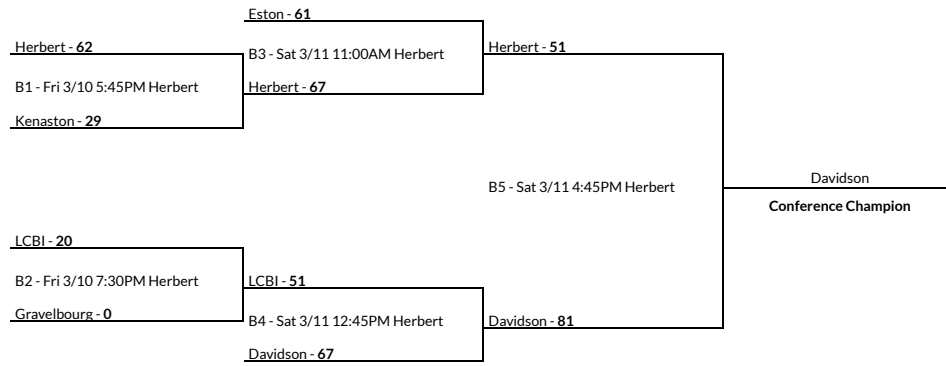 Eston - 61
Herbert - 62
B3 - Sat 3/11 11:00AM Herbert
Herbert - 51
B1 - Fri 3/10 5:45PM Herbert
Herbert - 67
Kenaston - 29
Davidson
B5 - Sat 3/11 4:45PM Herbert
Conference Champion
LCBI - 20
B2 - Fri 3/10 7:30PM Herbert
LCBI - 51
Gravelbourg - 0
B4 - Sat 3/11 12:45PM Herbert
Davidson - 81
Davidson - 67